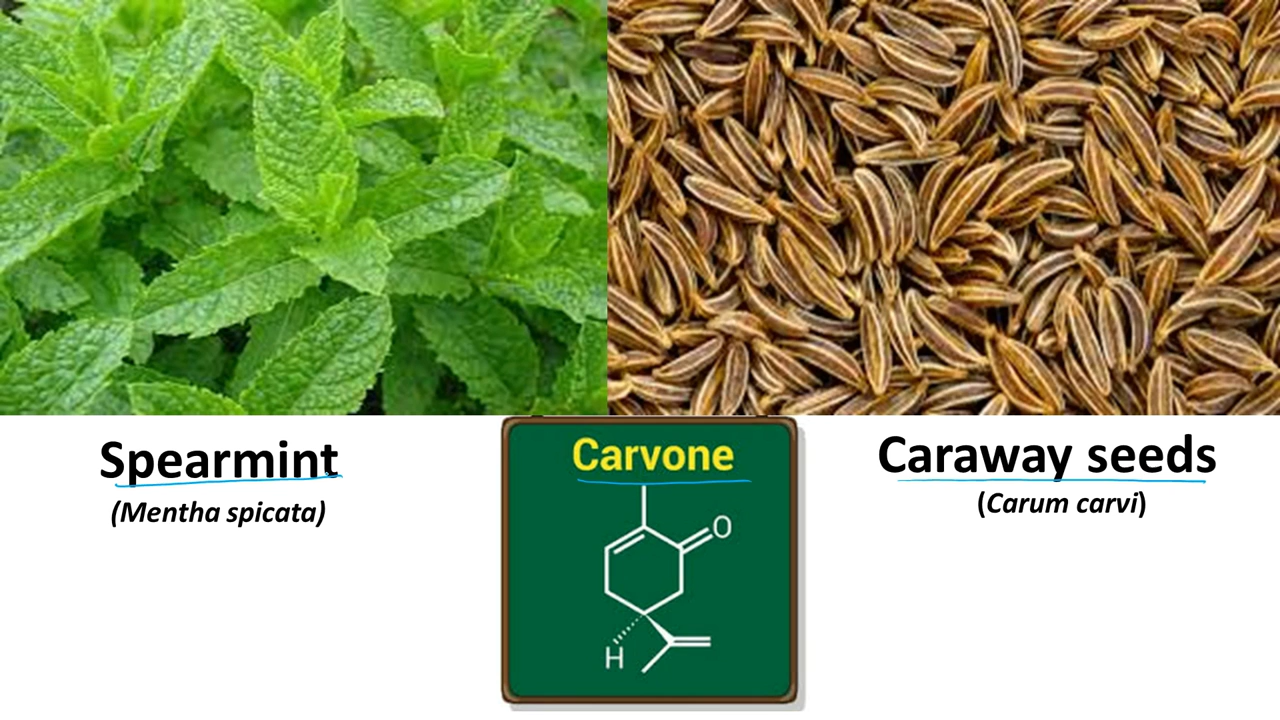 Spearmint
(Mentha spicata)
Carvone
O
H
Caraway seeds
(Carum carvi)